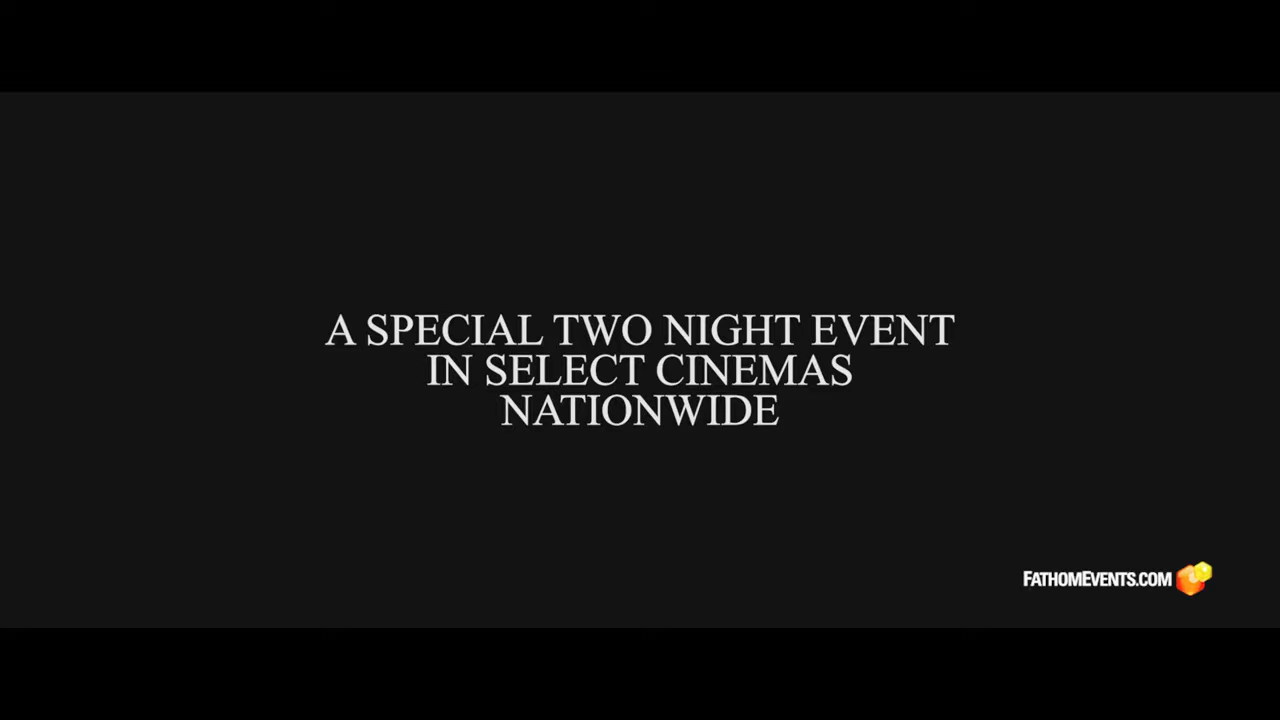 A SPECIAL TWO NIGHT EVENT
IN SELECT CINEMAS
NATIONWIDE
FATHOMEVENTS.COM